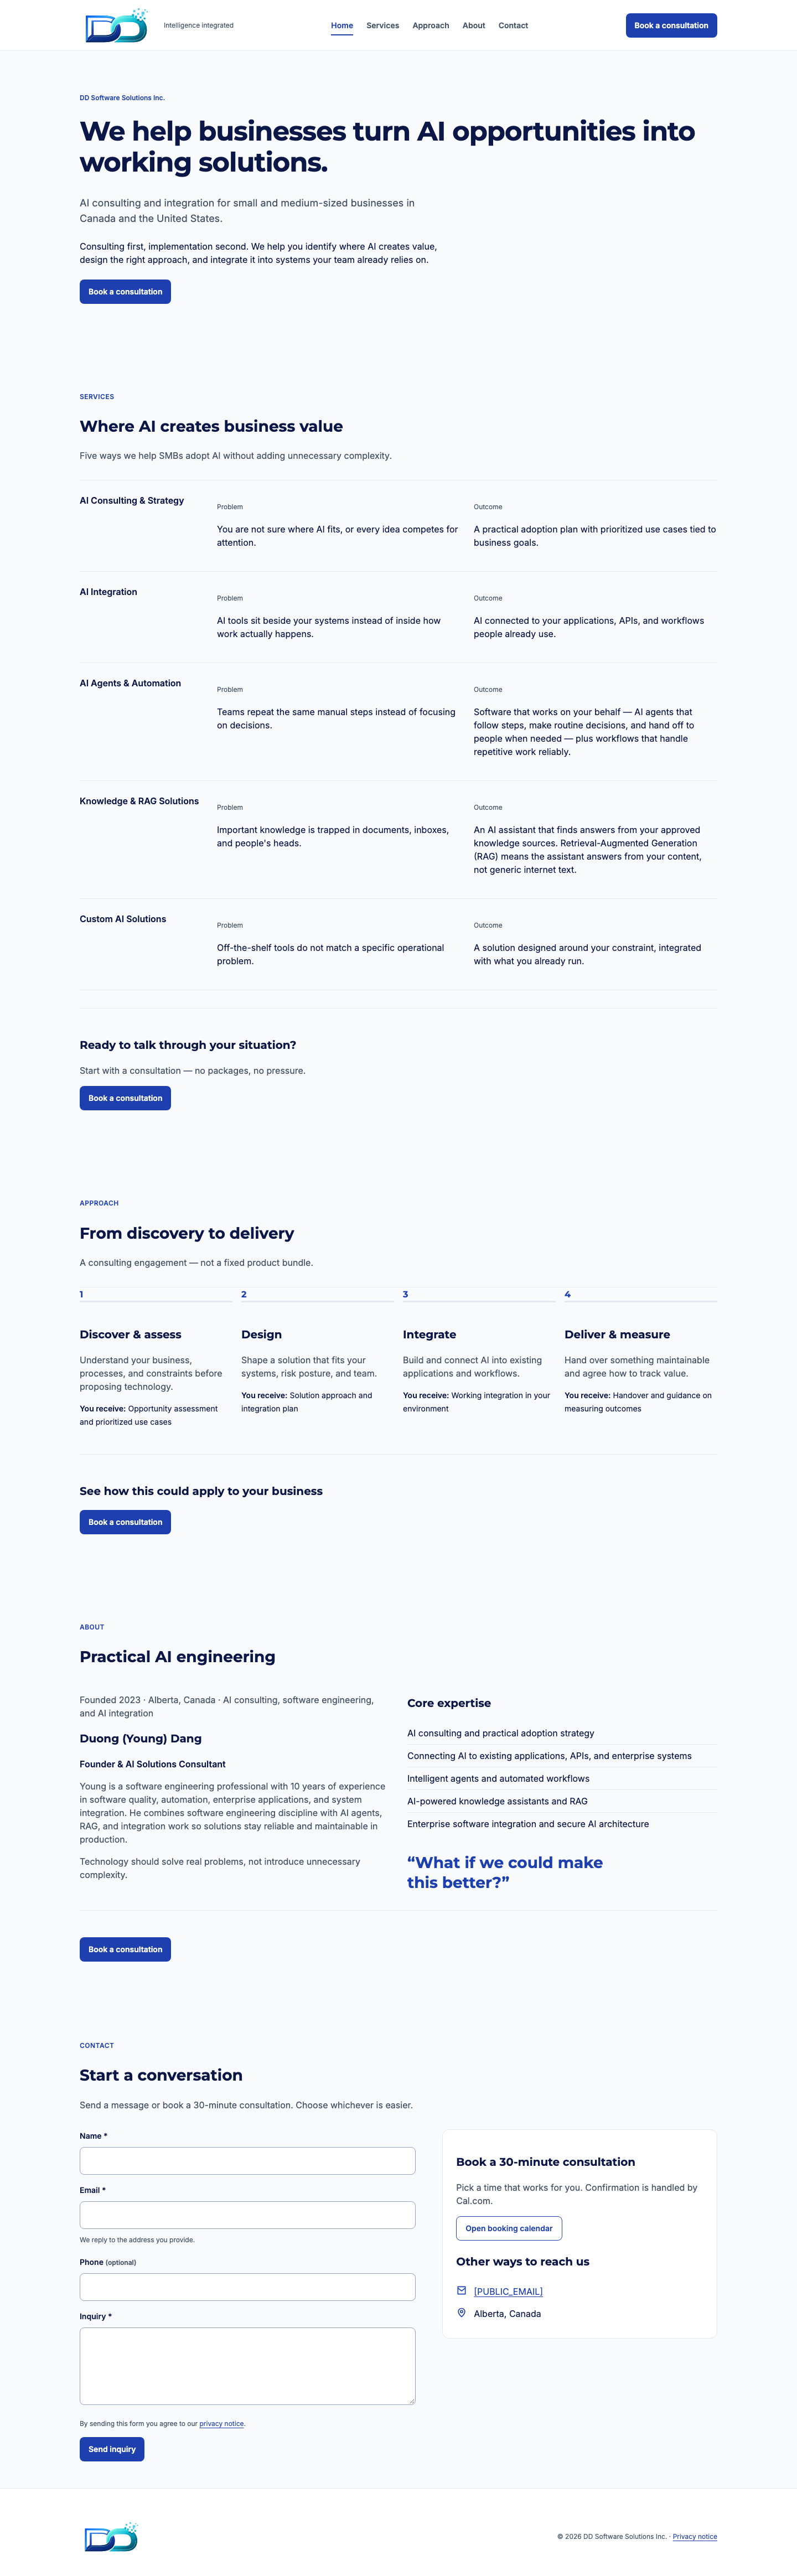 DD
Intelligence integrated
Home Services Approach About Contact
Book a consultation
DD Software Solutions Inc.
We help businesses turn AI opportunities into
working solutions.
AI consulting and integration for small and medium-sized businesses in
Canada and the United States.
Consulting first, implementation second. We help you identify where AI creates value,
design the right approach, and integrate it into systems your team already relies on.
Book a consultation
SERVICES
Where AI creates business value
Five ways we help SMBs adopt AI without adding unnecessary complexity.
AI Consulting & Strategy
Problem
You are not sure where AI fits, or every idea competes for
attention.
Outcome
A practical adoption plan with prioritized use cases tied to
business goals.
AI Integration
Problem
AI tools sit beside your systems instead of inside how
work actually happens.
Outcome
AI connected to your applications, APIs, and workflows
people already use.
AI Agents & Automation
Problem
Teams repeat the same manual steps instead of focusing
on decisions.
Outcome
Software that works on your behalf — AI agents that
follow steps, make routine decisions, and hand off to
people when needed — plus workflows that handle
repetitive work reliably.
Knowledge & RAG Solutions
Problem
Important knowledge is trapped in documents, inboxes,
and people's heads.
Outcome
An AI assistant that finds answers from your approved
knowledge sources. Retrieval-Augmented Generation
(RAG) means the assistant answers from your content,
not generic internet text.
Custom AI Solutions
Problem
Off-the-shelf tools do not match a specific operational
problem.
Outcome
A solution designed around your constraint, integrated
with what you already run.
Ready to talk through your situation?
Start with a consultation — no packages, no pressure.
Book a consultation
APPROACH
From discovery to delivery
A consulting engagement — not a fixed product bundle.
1
Discover & assess
Understand your business,
processes, and constraints before
proposing technology.
You receive: Opportunity assessment
and prioritized use cases
2
Design
Shape a solution that fits your
systems, risk posture, and team.
You receive: Solution approach and
integration plan
3
Integrate
Build and connect AI into existing
applications and workflows.
You receive: Working integration in your
environment
4
Deliver & measure
Hand over something maintainable
and agree how to track value.
You receive: Handover and guidance on
measuring outcomes
See how this could apply to your business
Book a consultation
ABOUT
Practical AI engineering
Founded 2023 · Alberta, Canada · AI consulting, software engineering,
and AI integration
Duong (Young) Dang
Founder & AI Solutions Consultant
Young is a software engineering professional with 10 years of experience
in software quality, automation, enterprise applications, and system
integration. He combines software engineering discipline with AI agents,
RAG, and integration work so solutions stay reliable and maintainable in
production.
Technology should solve real problems, not introduce unnecessary
complexity.
Core expertise
AI consulting and practical adoption strategy
Connecting AI to existing applications, APIs, and enterprise systems
Intelligent agents and automated workflows
AI-powered knowledge assistants and RAG
Enterprise software integration and secure AI architecture
“What if we could make
this better?”
Book a consultation
CONTACT
Start a conversation
Send a message or book a 30-minute consultation. Choose whichever is easier.
Name *
Email *
We reply to the address you provide.
Phone (optional)
Inquiry *
By sending this form you agree to our privacy notice.
Send inquiry
Book a 30-minute consultation
Pick a time that works for you. Confirmation is handled by
Cal.com.
Open booking calendar
Other ways to reach us
[PUBLIC_EMAIL]
Alberta, Canada
DD
© 2026 DD Software Solutions Inc. · Privacy notice